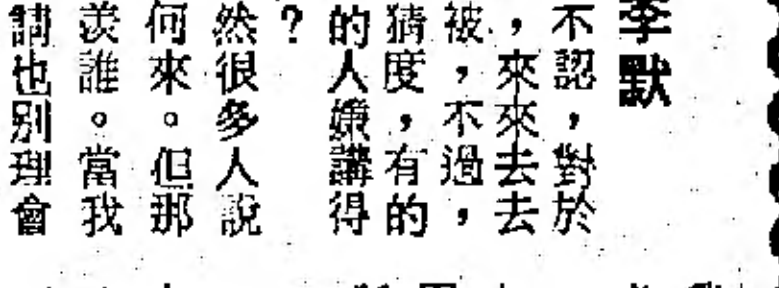 李默
不認，對於
，來來去去
被，不過，
猜度，有的
的人嫌講得
？
然很多人說
何來。但那
羨誰。當我
請也別理會